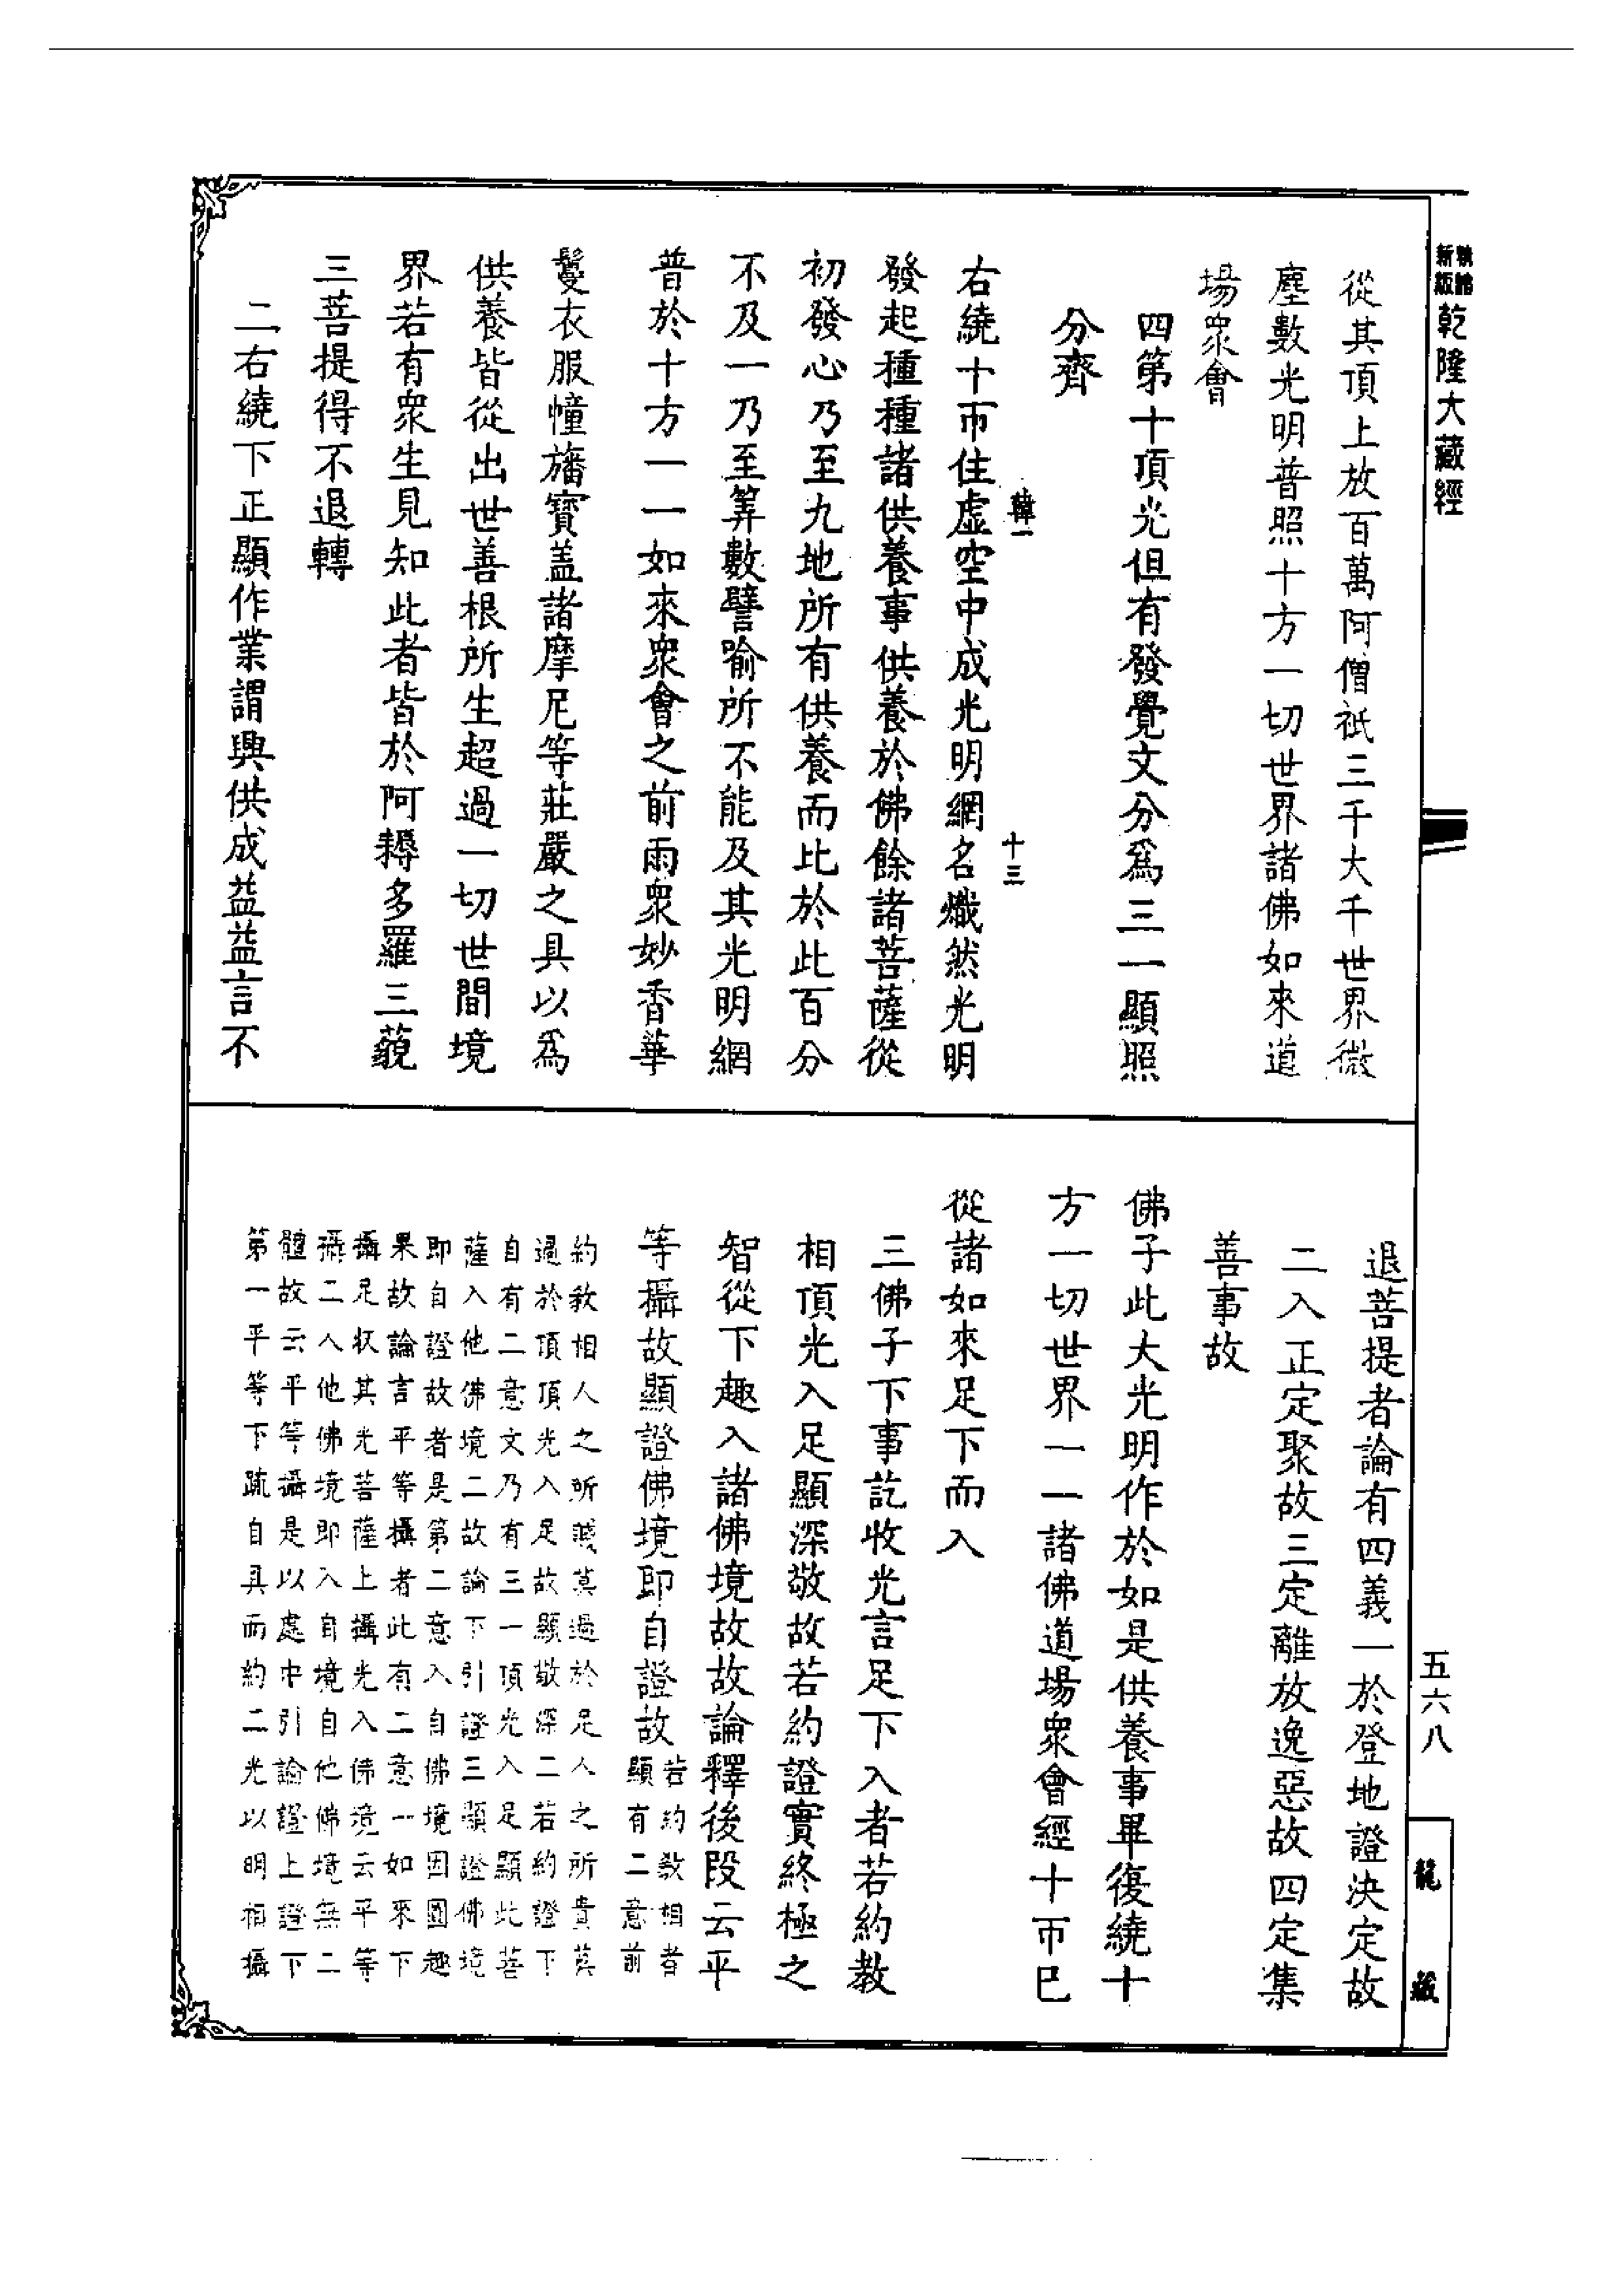 新版
乾隆大藏經
從其頂上放百萬阿僧祇三千大千世界微
塵數光明普照十方一切世界諸佛如來道
場眾會
四第十頂光但有發覺文分爲三一顯照
分齊
右繞十帀住虛空中成光明網名熾然光明
發起種種諸供養事供養於佛餘諸菩薩從
初發心乃至九地所有供養而比於此百分
不及一乃至筭數譬喻所不能及其光明網
普於十方一一如來眾會之前雨眾妙香華
鬘衣服幢旛寶盖諸摩尼等莊嚴之具以爲
供養皆從出世善根所生超過一切世間境
界若有眾生見知此者皆於阿耨多羅三藐
三菩提得不退轉
二右繞下正顯作業謂興供成益益言不
十三
退菩提者論有四義一於登地證決定故
二入正定聚故三定離放逸惡故四定集
善事故
佛子此大光明作於如是供養事畢復繞十
方一切世界一一諸佛道場眾會經十帀已
從諸如來足下而入
三佛子下事訖收光言足下入者若約教
相頂光入足顯深敬故若約證實終極之
智從下趣入諸佛境故故論釋後段云平
等攝故顯證佛境即自證故
若約教相者
顯有二意前
約教相人之所賤莫過於足人之所貴莫
過於頂頂光入足故顯敬深二若約證下
自有二意文乃有三一頂光入足顯此菩
薩入他佛境二故論下引證三顯證佛境
即自證故者是第二意入自佛境因圓趣
果故論言平等攝者此有二意一如來下
攝足收其光菩薩上攝光入佛境云平等
攝二人他佛境即入自境自他佛境無二
體故云平等攝是以處中引論證上證下
第一平等下疏自具而約二光以明相攝
五六八
龍藏